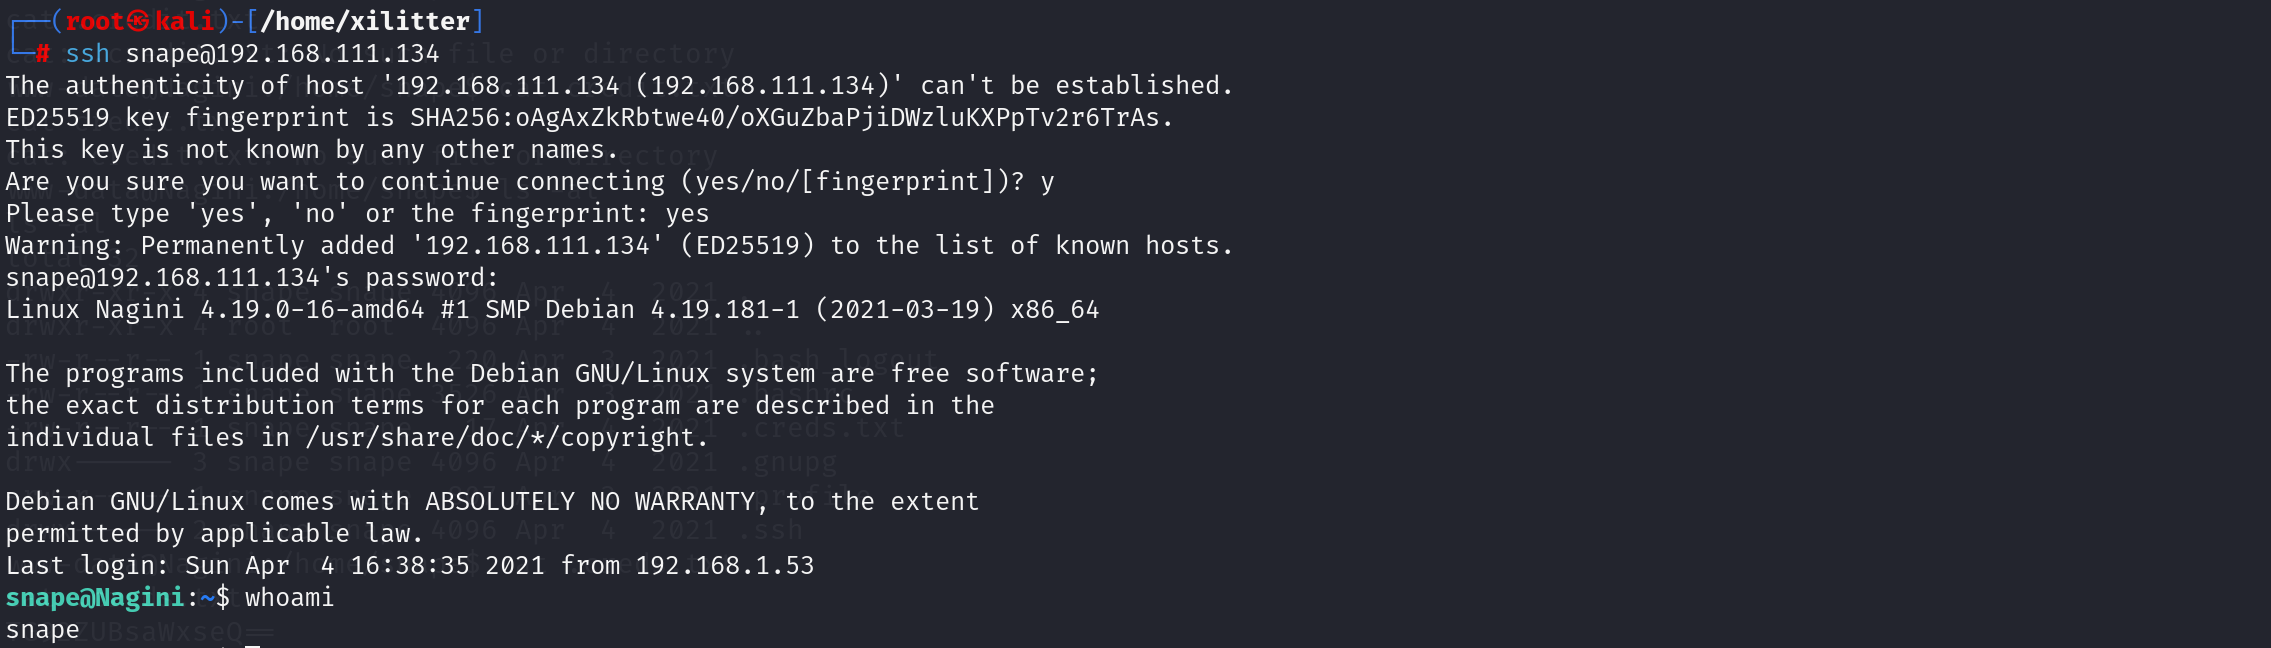 ┌──(root㉿kali)-[/home/xilitter]
└─# ssh snape@192.168.111.134
The authenticity of host '192.168.111.134 (192.168.111.134)' can't be established.
ED25519 key fingerprint is SHA256:oAgAxZkRbtwe40/oXGuZbaPjiDWzluKXPpTv2r6TrAs.
This key is not known by any other names.
Are you sure you want to continue connecting (yes/no/[fingerprint])? y
Please type 'yes', 'no' or the fingerprint: yes
Warning: Permanently added '192.168.111.134' (ED25519) to the list of known hosts.
snape@192.168.111.134's password:
Linux Nagini 4.19.0-16-amd64 #1 SMP Debian 4.19.181-1 (2021-03-19) x86_64

The programs included with the Debian GNU/Linux system are free software;
the exact distribution terms for each program are described in the
individual files in /usr/share/doc/*/copyright.

Debian GNU/Linux comes with ABSOLUTELY NO WARRANTY, to the extent
permitted by applicable law.
Last login: Sun Apr  4 16:38:35 2021 from 192.168.1.53
snape@Nagini:~$ whoami
snape